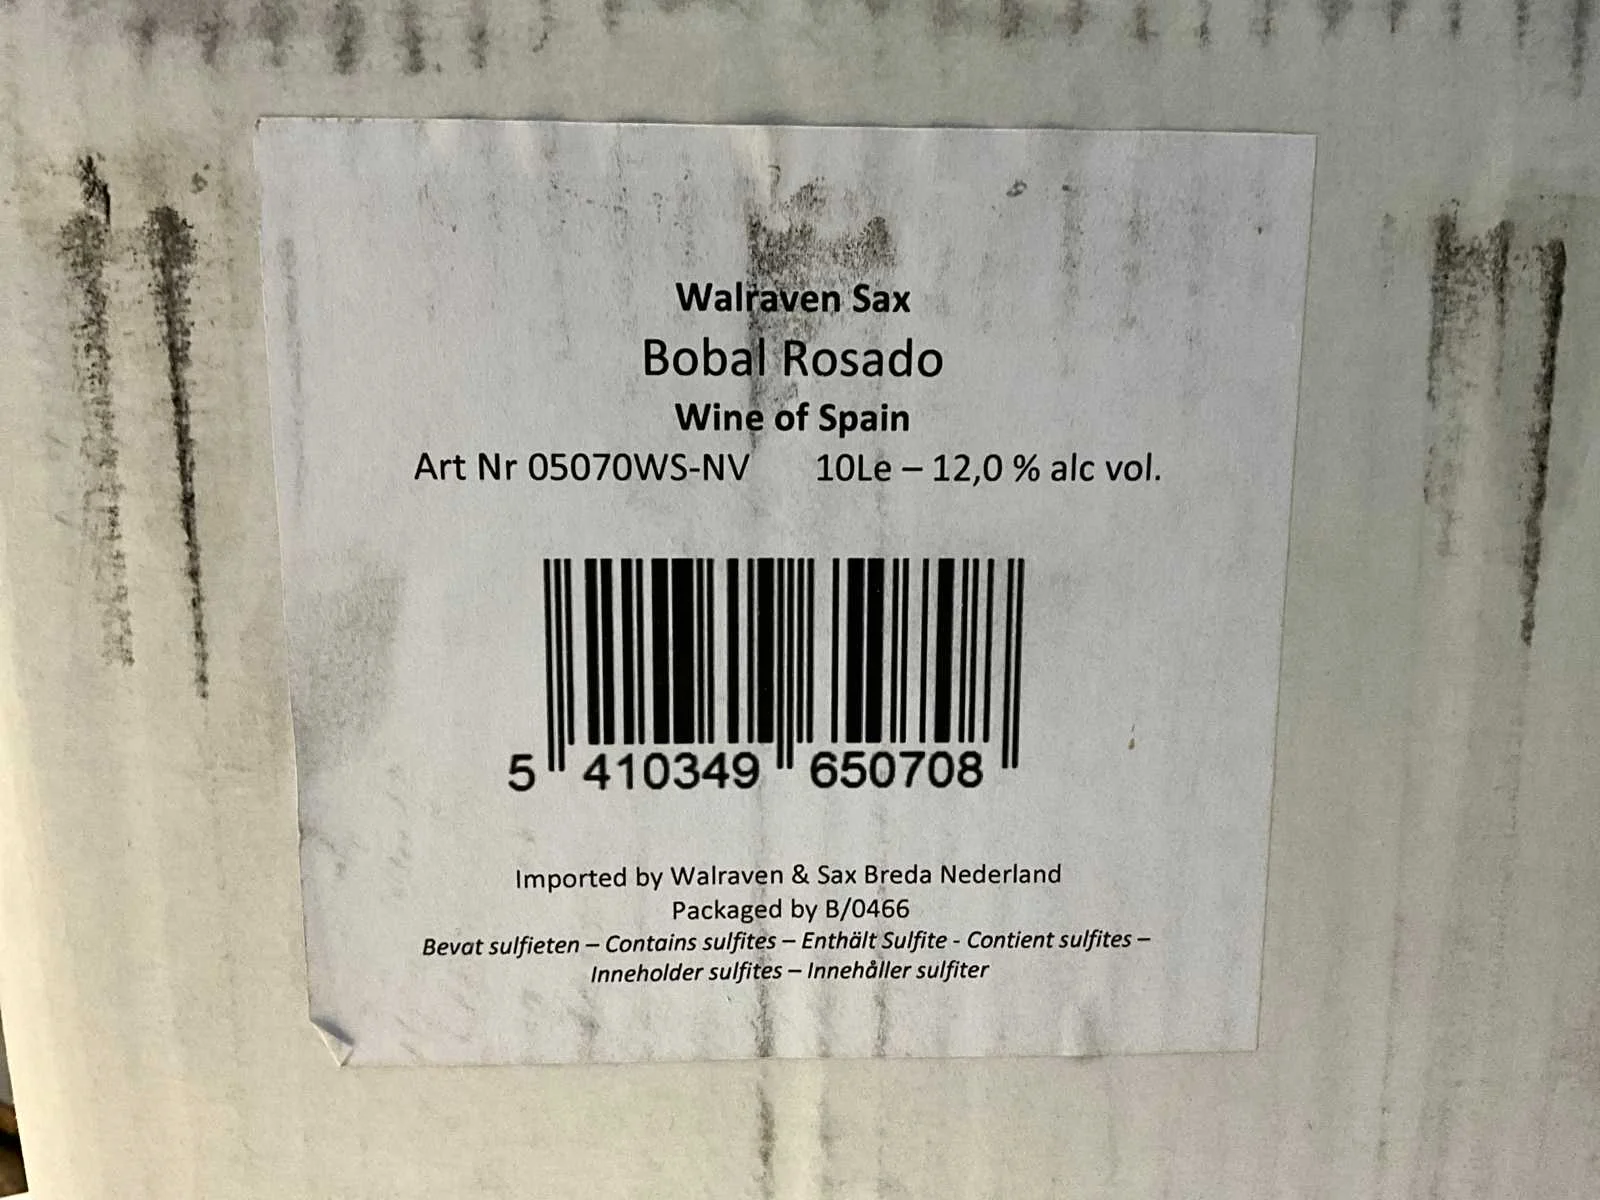 Walraven Sax
Bobal Rosado
Wine of Spain
Art Nr 05070WS-NV 10Le – 12,0 % alc vol.
5 410349 650708
Imported by Walraven & Sax Breda Nederland
Packaged by B/0466
Bevat sulfieten – Contains sulfites – Enthält Sulfite - Contient sulfites –
Inneholder sulfites – Innehåller sulfiter